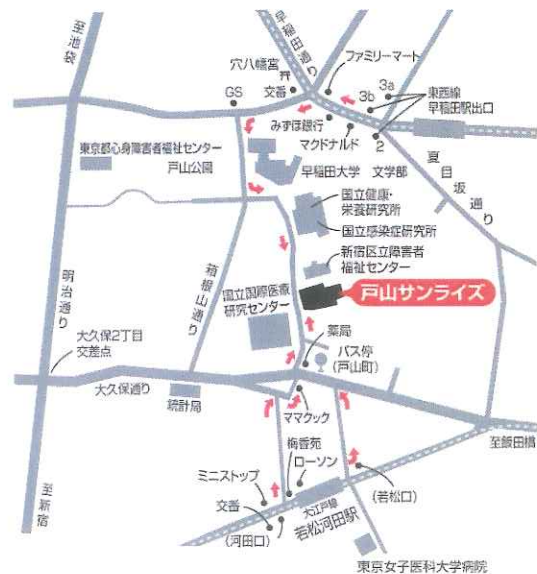 至池袋
早稲田通り
ファミリーマート
穴八幡宮
GS
交番
3b
3a
東西線
早稲田駅出口
みずほ銀行
マクドナルド
2
東京都心身障害者福祉センター
戸山公園
早稲田大学 文学部
夏目坂通り
国立健康・
栄養研究所
国立感染症研究所
新宿区立障害者
福祉センター
明治通り
箱根山通り
国立国際医療
研究センター
戸山サンライズ
大久保2丁目
交差点
薬局
バス停
(戸山町)
大久保通り
統計局
ママクック
至飯田橋
梅香苑
ローソン
ミニストップ
(若松口)
至新宿
交番
(河田口)
大江戸線
若松河田駅
東京女子医科大学病院